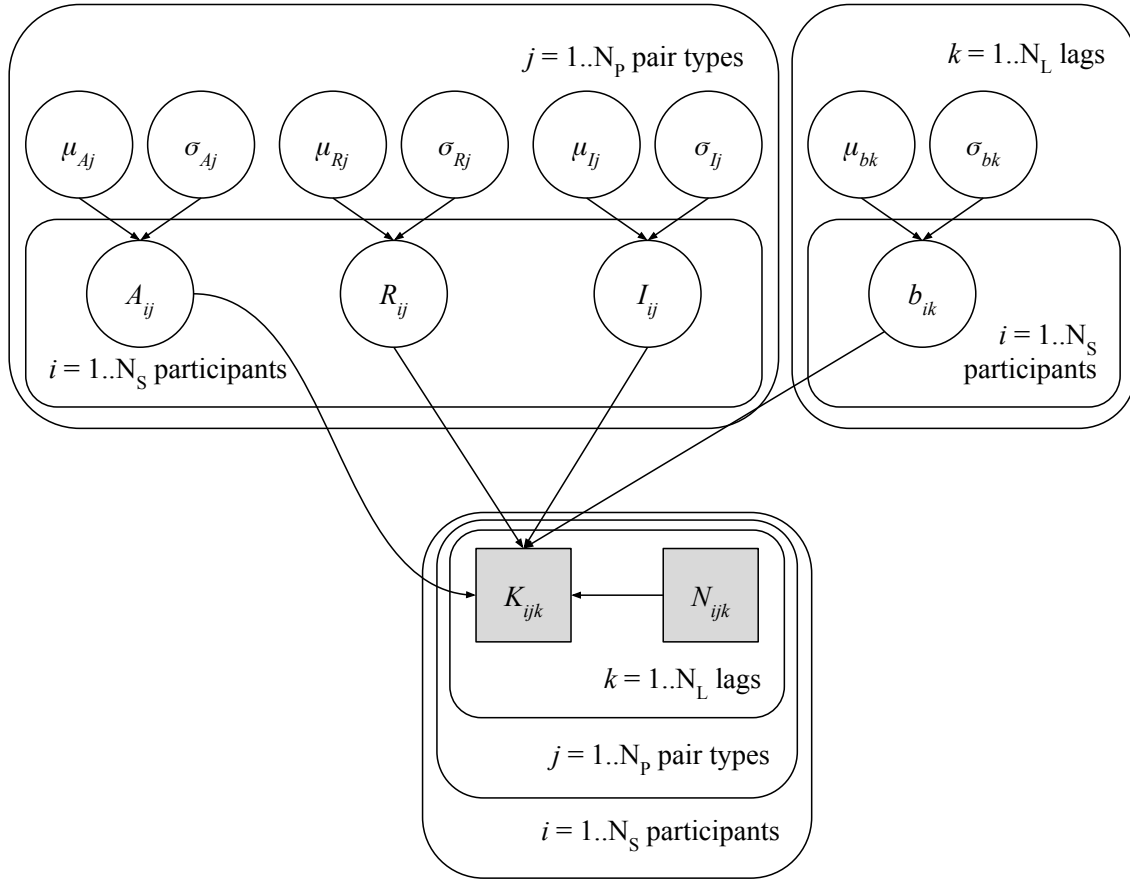 j = 1..N_P pair types
k = 1..N_L lags
μ_Aj σ_Aj μ_Rj σ_Rj μ_Ij σ_Ij μ_bk σ_bk
A_ij R_ij I_ij b_ik
i = 1..N_S participants
i = 1..N_S
participants
K_ijk N_ijk
k = 1..N_L lags
j = 1..N_P pair types
i = 1..N_S participants